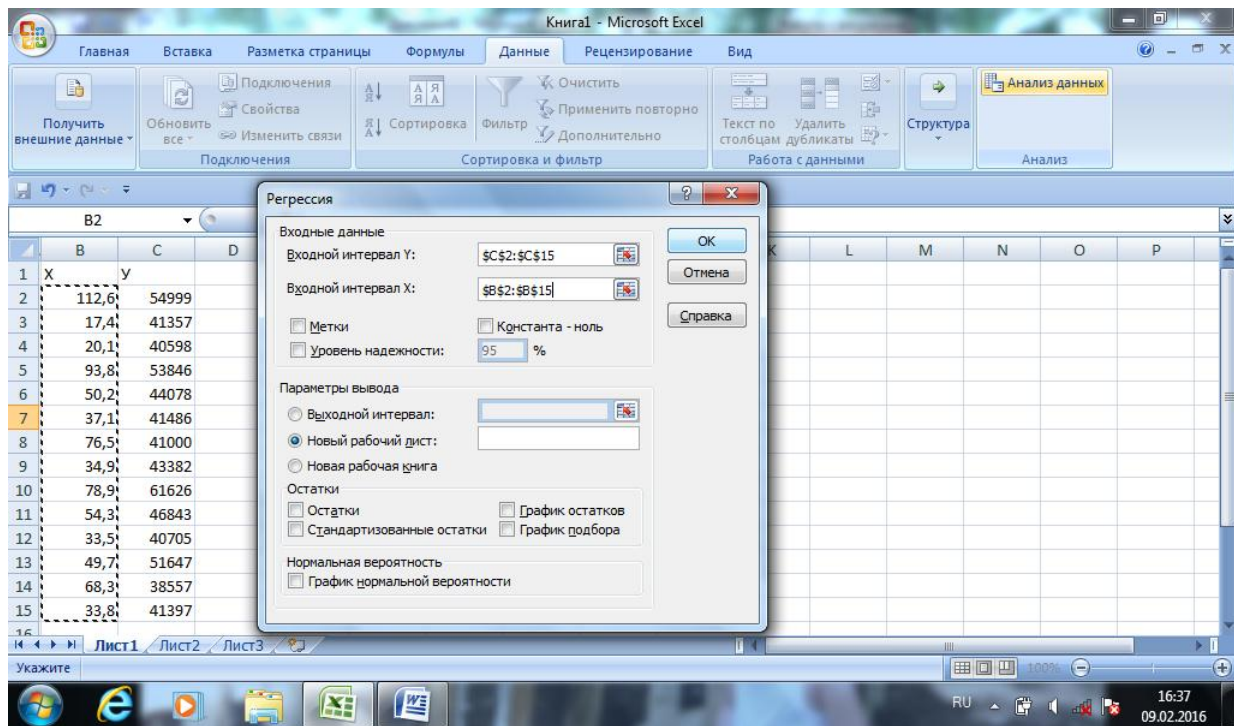 Книга1 - Microsoft Excel
Главная Вставка Разметка страницы Формулы Данные Рецензирование Вид
Получить внешние данные
Обновить все
Подключения
Свойства
Изменить связи
Подключения
Сортировка
Фильтр
Очистить
Применить повторно
Дополнительно
Сортировка и фильтр
Текст по столбцам
Удалить дубликаты
Работа с данными
Структура
Анализ данных
Анализ
B2
B C D K L M N O P
1 X У
2 112,6 54999
3 17,4 41357
4 20,1 40598
5 93,8 53846
6 50,2 44078
7 37,1 41486
8 76,5 41000
9 34,9 43382
10 78,9 61626
11 54,3 46843
12 33,5 40705
13 49,7 51647
14 68,3 38557
15 33,8 41397
16
Регрессия
Входные данные
Входной интервал Y: $C$2:$C$15
Входной интервал X: $B$2:$B$15
Метки Константа - ноль
Уровень надежности: 95 %
Параметры вывода
Выходной интервал:
Новый рабочий лист:
Новая рабочая книга
Остатки
Остатки График остатков
Стандартизованные остатки График подбора
Нормальная вероятность
График нормальной вероятности
OK
Отмена
Справка
Лист1 Лист2 Лист3
Укажите 100%
RU 16:37
09.02.2016